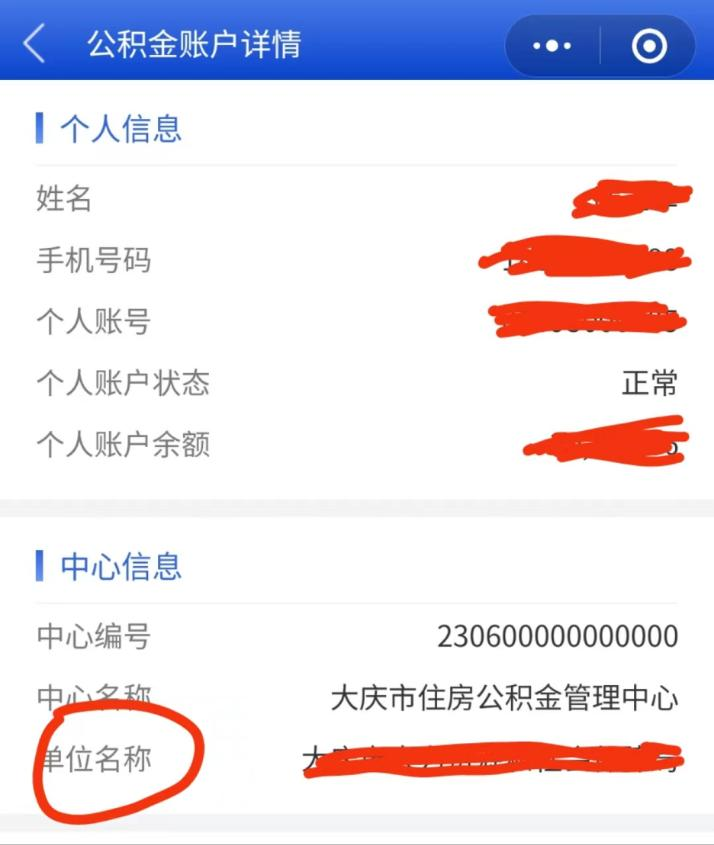 公积金账户详情
个人信息
姓名
手机号码
个人账号
个人账户状态 正常
个人账户余额
中心信息
中心编号 230600000000000
中心名称 大庆市住房公积金管理中心
单位名称 大